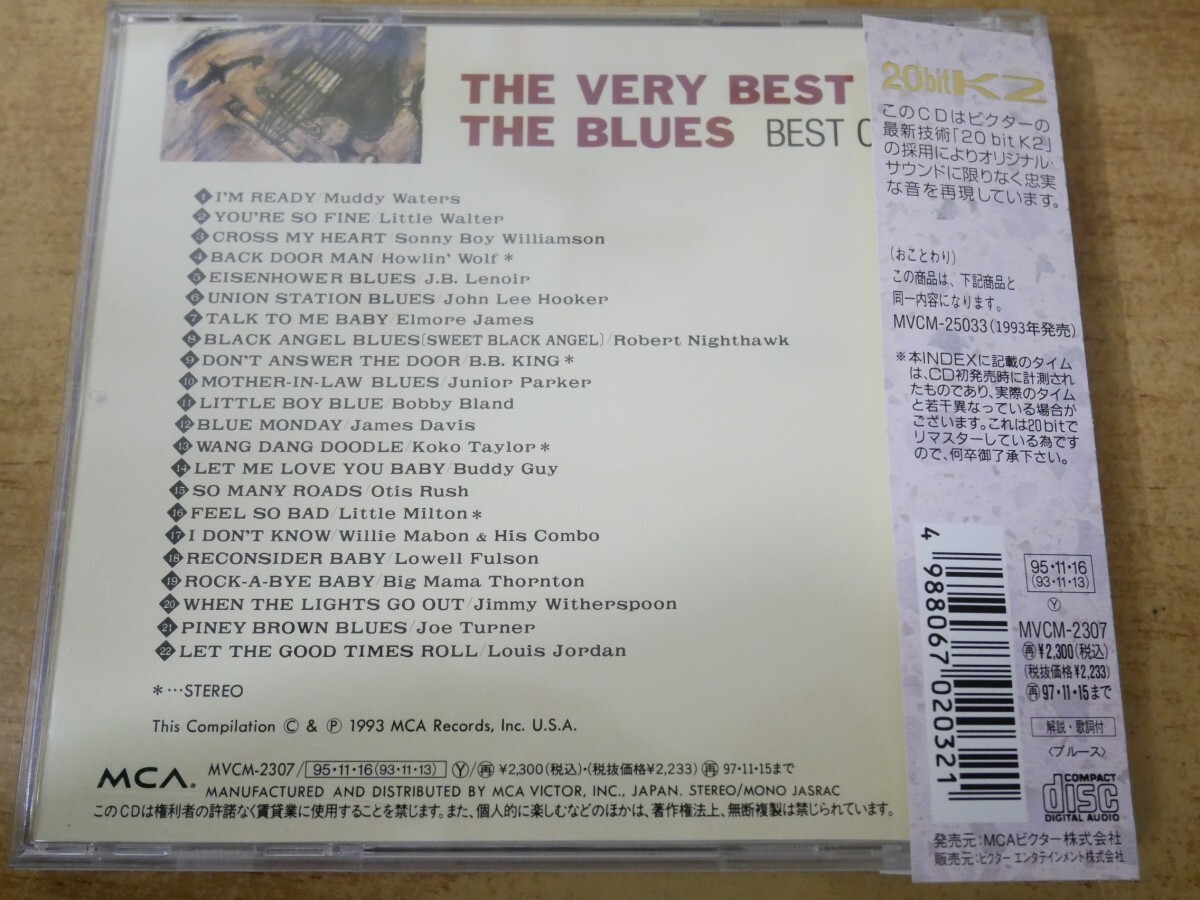 THE VERY BEST
THE BLUES BEST
❶ I'M READY/Muddy Waters
❷ YOU'RE SO FINE/Little Walter
❸ CROSS MY HEART/Sonny Boy Williamson
❹ BACK DOOR MAN/Howlin' Wolf＊
❺ EISENHOWER BLUES/J.B. Lenoir
❻ UNION STATION BLUES/John Lee Hooker
❼ TALK TO ME BABY/Elmore James
❽ BLACK ANGEL BLUES[SWEET BLACK ANGEL]/Robert Nighthawk
❾ DON'T ANSWER THE DOOR/B.B. KING＊
❿ MOTHER-IN-LAW BLUES/Junior Parker
⓫ LITTLE BOY BLUE/Bobby Bland
⓬ BLUE MONDAY/James Davis
⓭ WANG DANG DOODLE/Koko Taylor＊
⓮ LET ME LOVE YOU BABY/Buddy Guy
⓯ SO MANY ROADS/Otis Rush
⓰ FEEL SO BAD/Little Milton＊
⓱ I DON'T KNOW/Willie Mabon & His Combo
⓲ RECONSIDER BABY/Lowell Fulson
⓳ ROCK-A-BYE BABY/Big Mama Thornton
⓴ WHEN THE LIGHTS GO OUT/Jimmy Witherspoon
㉑ PINEY BROWN BLUES/Joe Turner
㉒ LET THE GOOD TIMES ROLL/Louis Jordan
＊…STEREO
This Compilation © & ℗ 1993 MCA Records, Inc. U.S.A.
MCA®
MVCM-2307/95·11·16(93·11·13)Ⓨ/再¥2,300(税込)·(税抜価格¥2,233)再97·11·15まで
MANUFACTURED AND DISTRIBUTED BY MCA VICTOR, INC., JAPAN. STEREO/MONO JASRAC
このCDは権利者の許諾なく賃貸業に使用することを禁じます。また、個人的に楽しむなどのほかは、著作権法上、無断複製は禁じられています。
20bit K2
このCDはビクターの
最新技術「20 bit K2」
の採用によりオリジナル・
サウンドに限りなく忠実
な音を再現しています。
(おことわり)
この商品は、下記商品と
同一内容になります。
MVCM-25033(1993年発売)
※本INDEXに記載のタイム
は、CD初発売時に計測され
たものであり、実際のタイム
と若干異なっている場合が
ございます。これは20bitで
リマスターしている為です
ので、何卒御了承下さい。
4 988067 020321
95·11·16
(93·11·13)
Ⓨ
MVCM-2307
再¥2,300(税込)
(税抜価格¥2,233)
再97·11·15まで
解説・歌詞付
〈ブルース〉
COMPACT
disc
DIGITAL AUDIO
発売元：MCAビクター株式会社
販売元：ビクター エンタテインメント株式会社